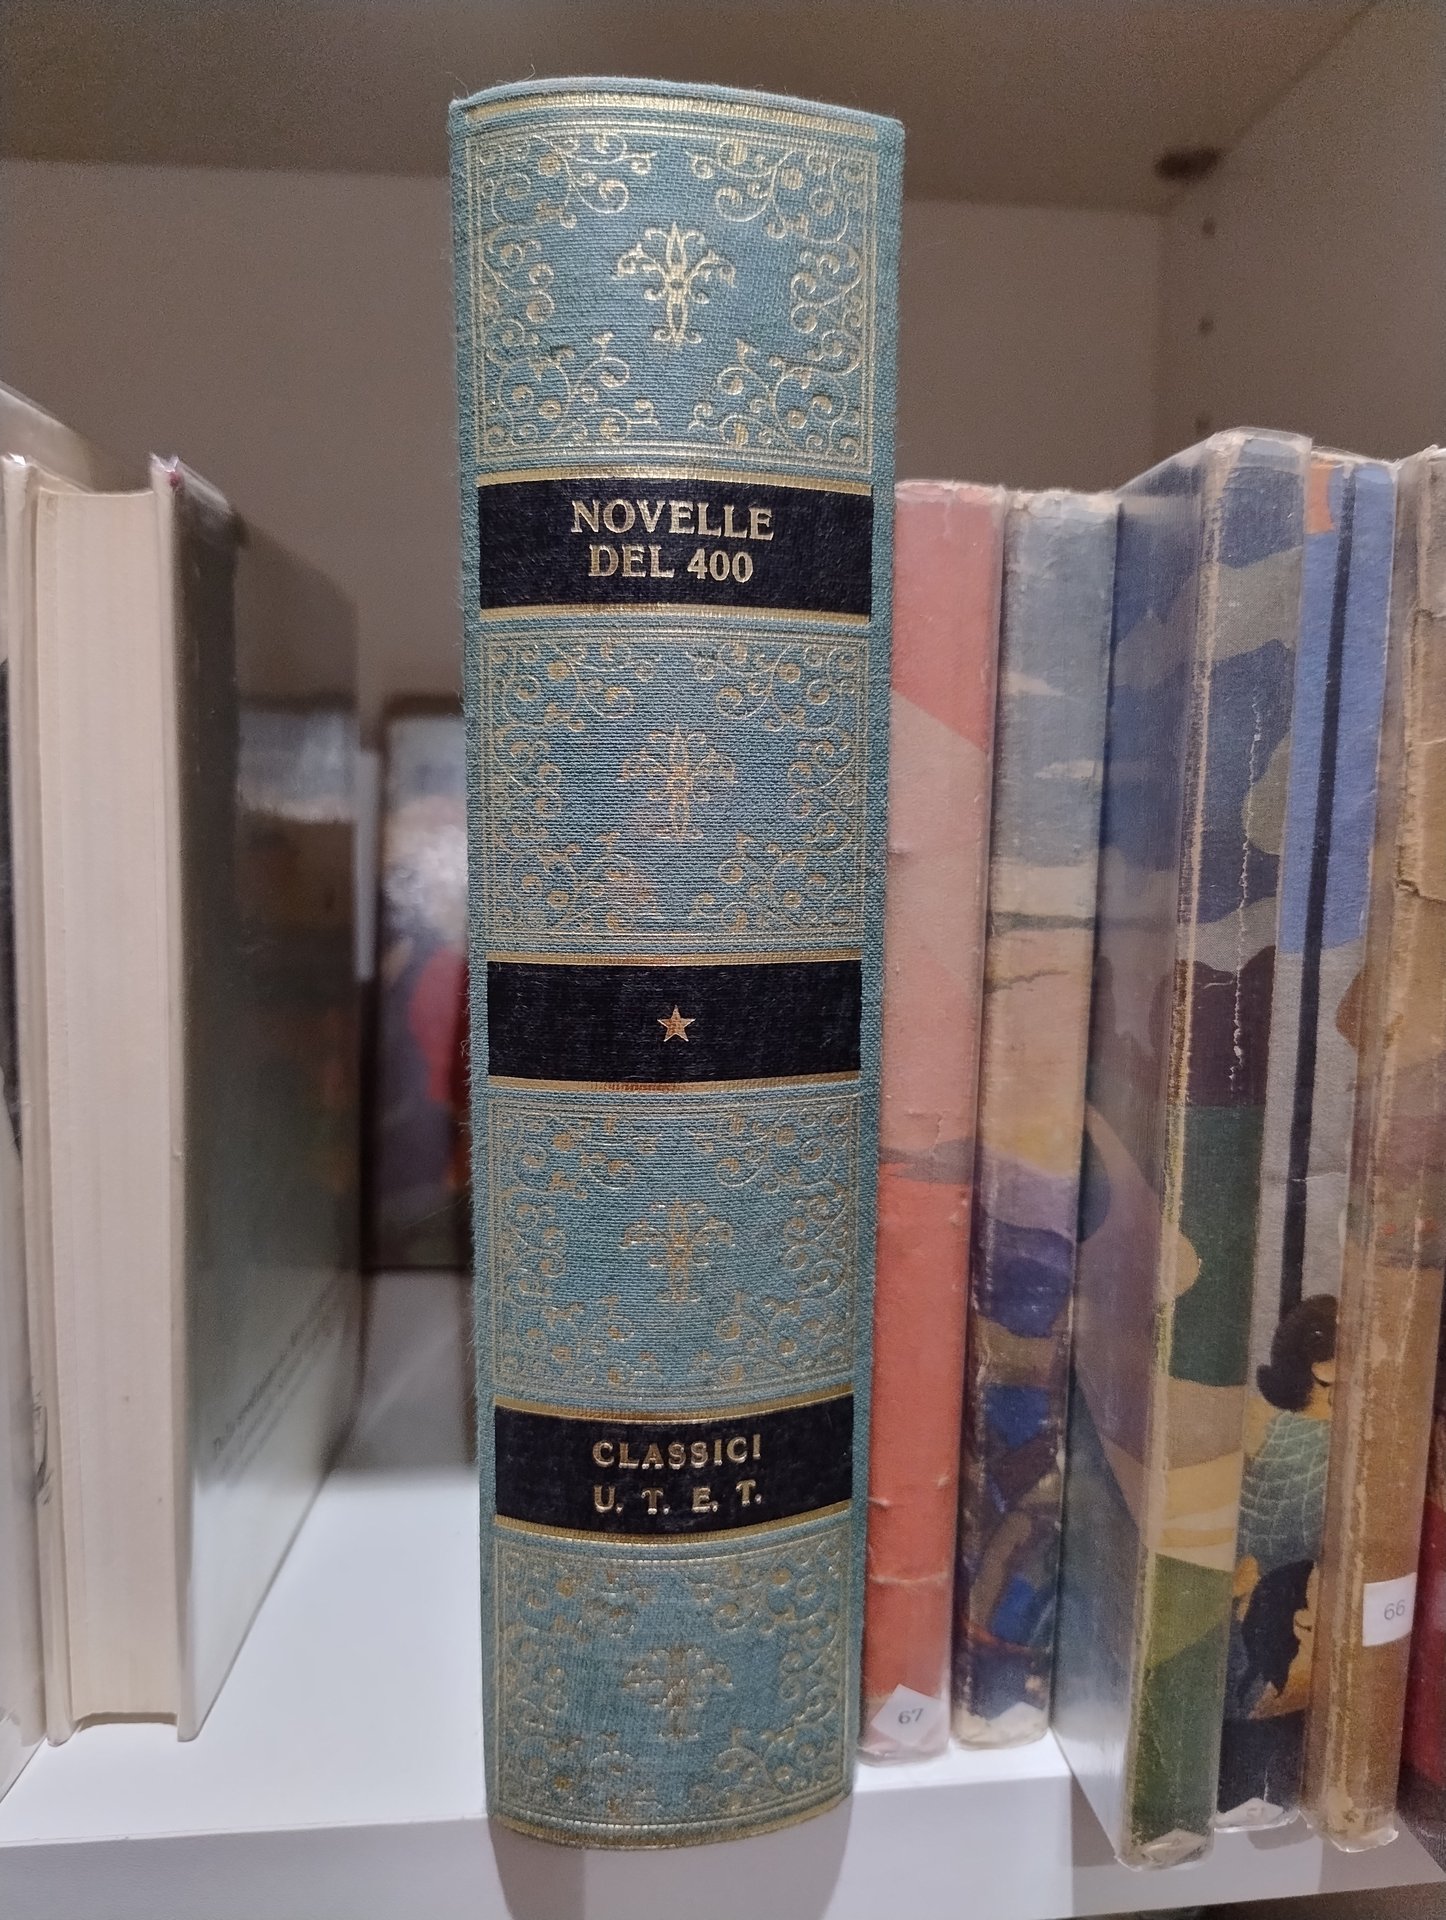 NOVELLE
DEL 400
CLASSICI
U. T. E. T.
67
66